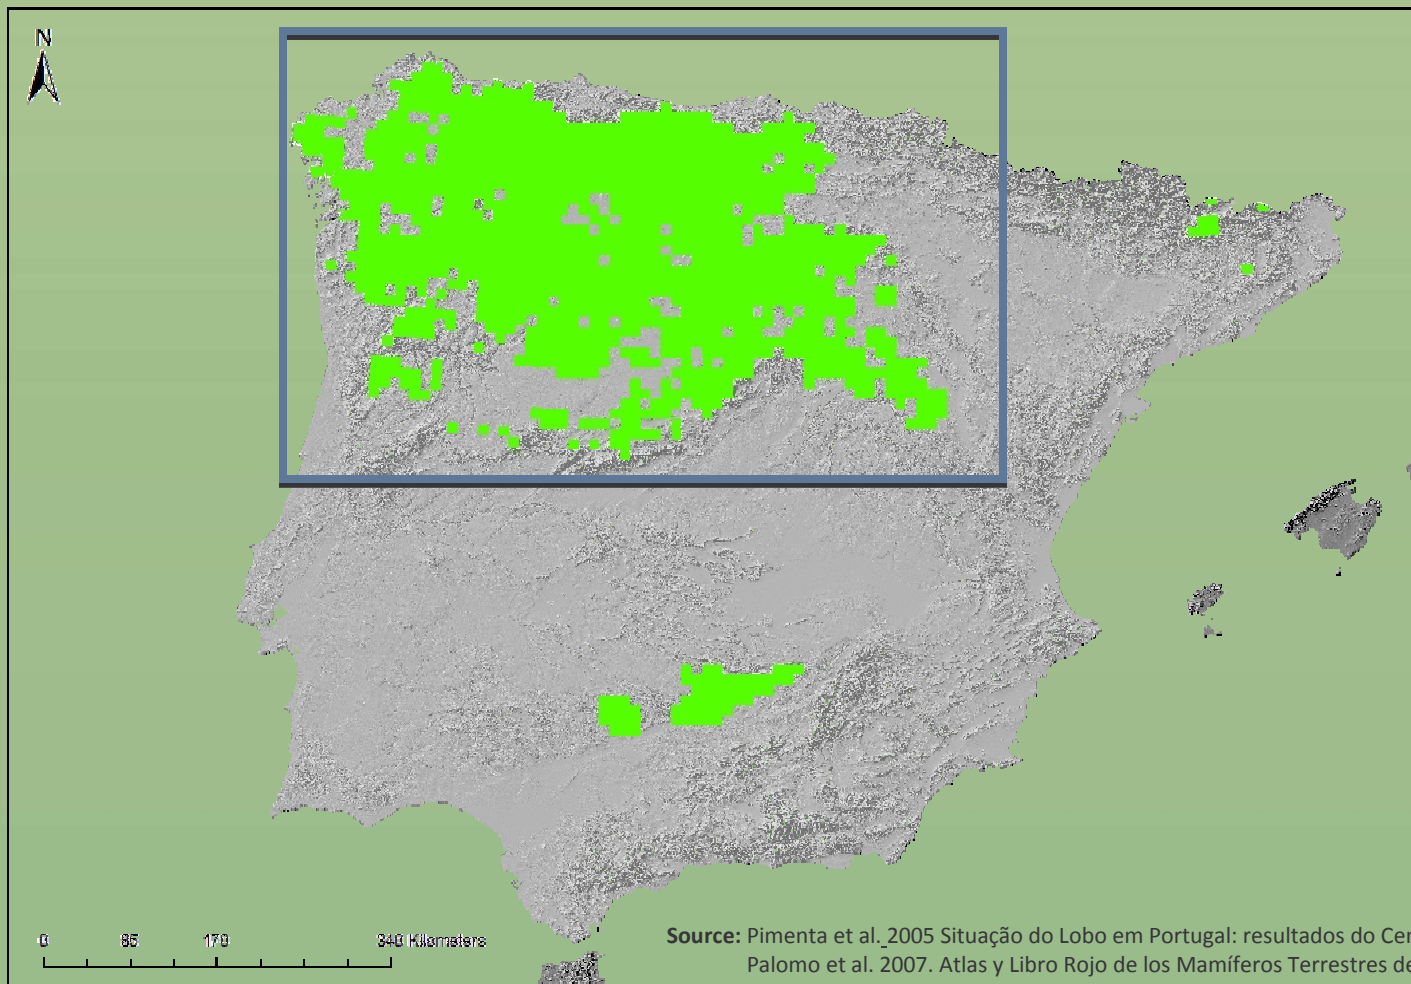 N
0 85 170 340 Kilometers
Source: Pimenta et al. 2005 Situação do Lobo em Portugal: resultados do Cen
Palomo et al. 2007. Atlas y Libro Rojo de los Mamíferos Terrestres de